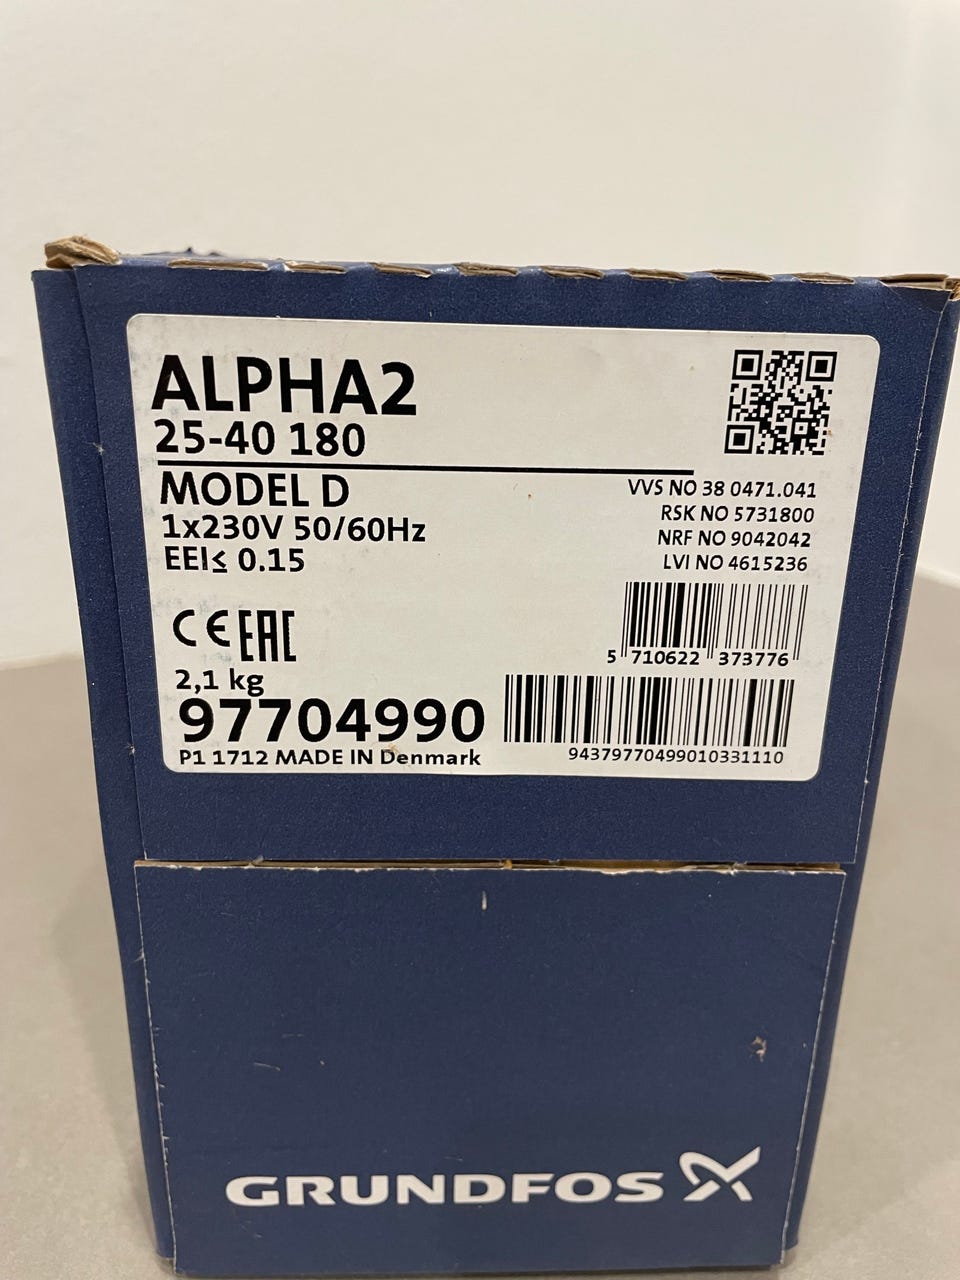 ALPHA2
25-40 180
MODEL D
1x230V 50/60Hz
EEI≤ 0.15
VVS NO 38 0471.041
RSK NO 5731800
NRF NO 9042042
LVI NO 4615236
5 710622 373776
CE EAC
2,1 kg
97704990
P1 1712 MADE IN Denmark
94379770499010331110
GRUNDFOS